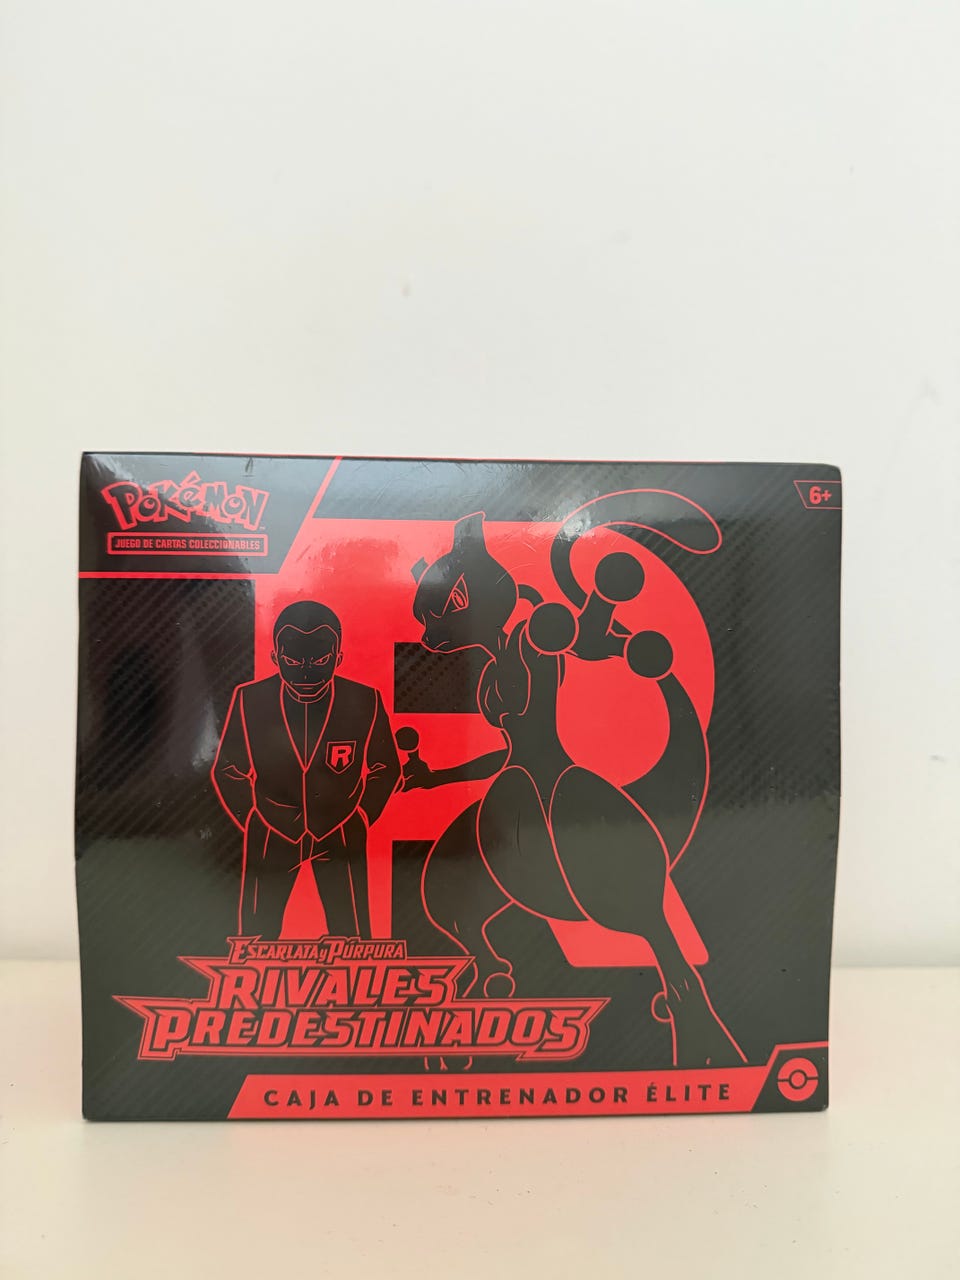 POKéMON
JUEGO DE CARTAS COLECCIONABLES
6+
R
ESCARLATA y PÚRPURA
RIVALES
PREDESTINADOS
CAJA DE ENTRENADOR ÉLITE